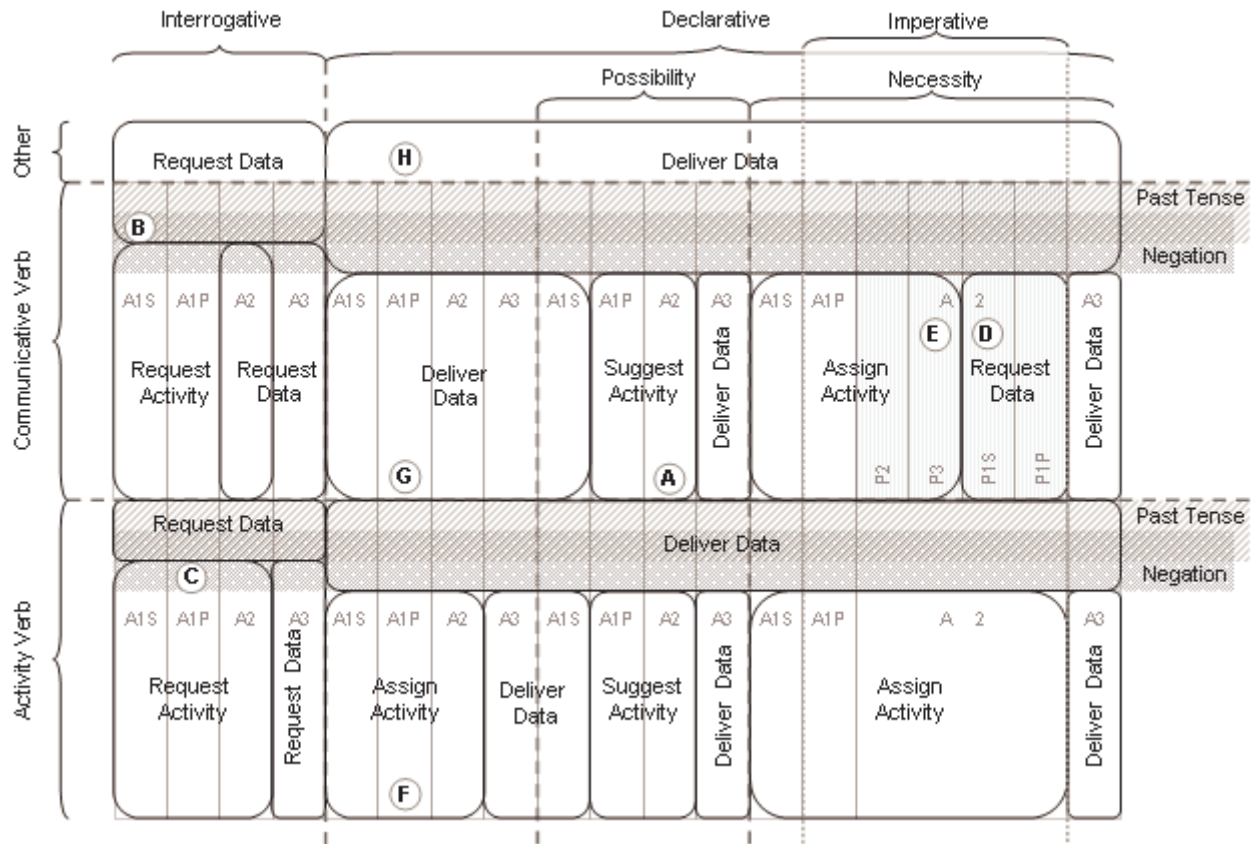 Interrogative
Declarative
Imperative
Possibility
Necessity
Other
Request Data
H
Deliver Data
Past Tense
B
Negation
Communicative Verb
A1S A1P A2 A3 A1S A1P A2 A3 A1S A1P A2 A3 A1S A1P A 2 A3
E D
Request
Activity
Request
Data
Deliver
Data
Suggest
Activity
Deliver Data
Assign
Activity
Request
Data
Deliver Data
G
A
P2 P3 P1S P1P
Request Data
Past Tense
Deliver Data
C
Negation
Activity Verb
A1S A1P A2 A3 A1S A1P A2 A3 A1S A1P A2 A3 A1S A1P A 2 A3
Request
Activity
Request Data
Assign
Activity
Deliver
Data
Suggest
Activity
Deliver Data
Assign
Activity
Deliver Data
F